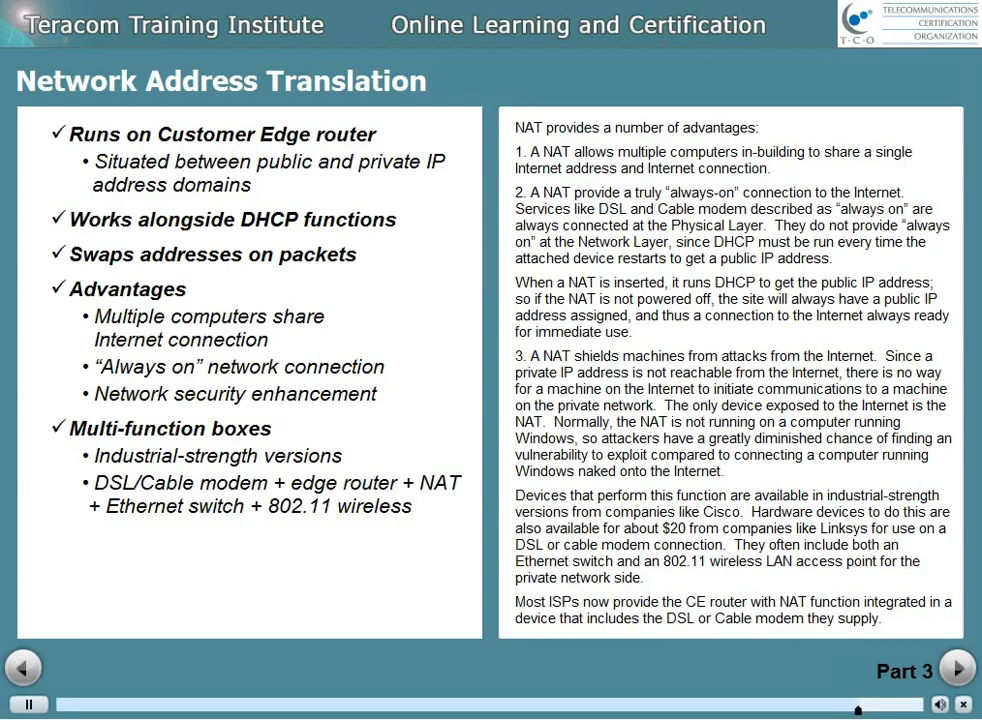 Teracom Training Institute
Online Learning and Certification
TELECOMMUNICATIONS
CERTIFICATION
ORGANIZATION
T·C·O
Network Address Translation
✓ Runs on Customer Edge router
• Situated between public and private IP
address domains
✓ Works alongside DHCP functions
✓ Swaps addresses on packets
✓ Advantages
• Multiple computers share
Internet connection
• “Always on” network connection
• Network security enhancement
✓ Multi-function boxes
• Industrial-strength versions
• DSL/Cable modem + edge router + NAT
+ Ethernet switch + 802.11 wireless
NAT provides a number of advantages:
1. A NAT allows multiple computers in-building to share a single
Internet address and Internet connection.
2. A NAT provide a truly “always-on” connection to the Internet.
Services like DSL and Cable modem described as “always on” are
always connected at the Physical Layer. They do not provide “always
on” at the Network Layer, since DHCP must be run every time the
attached device restarts to get a public IP address.
When a NAT is inserted, it runs DHCP to get the public IP address;
so if the NAT is not powered off, the site will always have a public IP
address assigned, and thus a connection to the Internet always ready
for immediate use.
3. A NAT shields machines from attacks from the Internet. Since a
private IP address is not reachable from the Internet, there is no way
for a machine on the Internet to initiate communications to a machine
on the private network. The only device exposed to the Internet is the
NAT. Normally, the NAT is not running on a computer running
Windows, so attackers have a greatly diminished chance of finding an
vulnerability to exploit compared to connecting a computer running
Windows naked onto the Internet.
Devices that perform this function are available in industrial-strength
versions from companies like Cisco. Hardware devices to do this are
also available for about $20 from companies like Linksys for use on a
DSL or cable modem connection. They often include both an
Ethernet switch and an 802.11 wireless LAN access point for the
private network side.
Most ISPs now provide the CE router with NAT function integrated in a
device that includes the DSL or Cable modem they supply.
Part 3